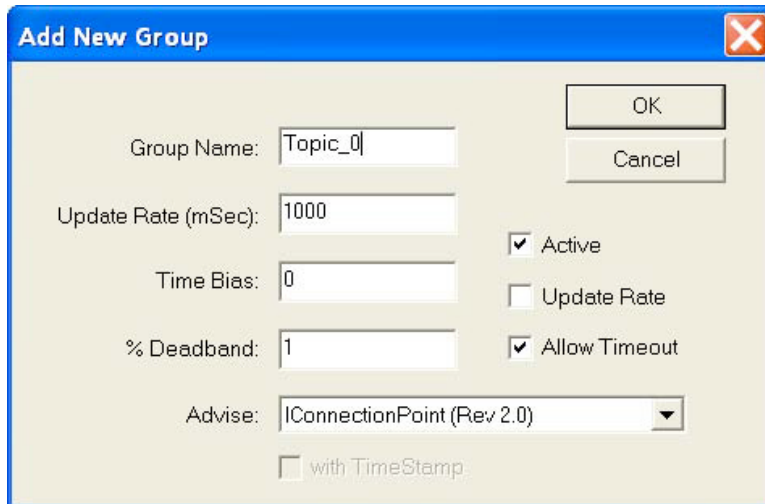 Add New Group
Group Name: Topic_0
OK
Cancel
Update Rate (mSec): 1000
Active
Time Bias: 0
Update Rate
% Deadband: 1
Allow Timeout
Advise: IConnectionPoint (Rev 2.0)
with TimeStamp